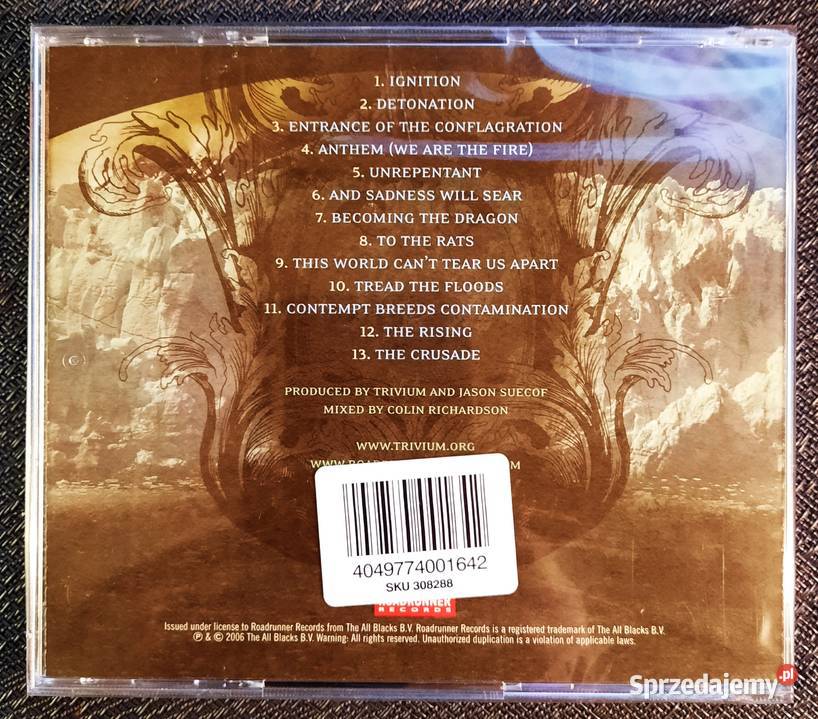 1. IGNITION
2. DETONATION
3. ENTRANCE OF THE CONFLAGRATION
4. ANTHEM (WE ARE THE FIRE)
5. UNREPENTANT
6. AND SADNESS WILL SEAR
7. BECOMING THE DRAGON
8. TO THE RATS
9. THIS WORLD CAN'T TEAR US APART
10. TREAD THE FLOODS
11. CONTEMPT BREEDS CONTAMINATION
12. THE RISING
13. THE CRUSADE
PRODUCED BY TRIVIUM AND JASON SUECOF
MIXED BY COLIN RICHARDSON
WWW.TRIVIUM.ORG
4049774001642
SKU 308288
ROADRUNNER
RECORDS
Issued under license to Roadrunner Records from The All Blacks B.V. Roadrunner Records is a registered trademark of The All Blacks B.V.
℗ & © 2006 The All Blacks B.V. Warning: All rights reserved. Unauthorized duplication is a violation of applicable laws.
Sprzedajemy.pl